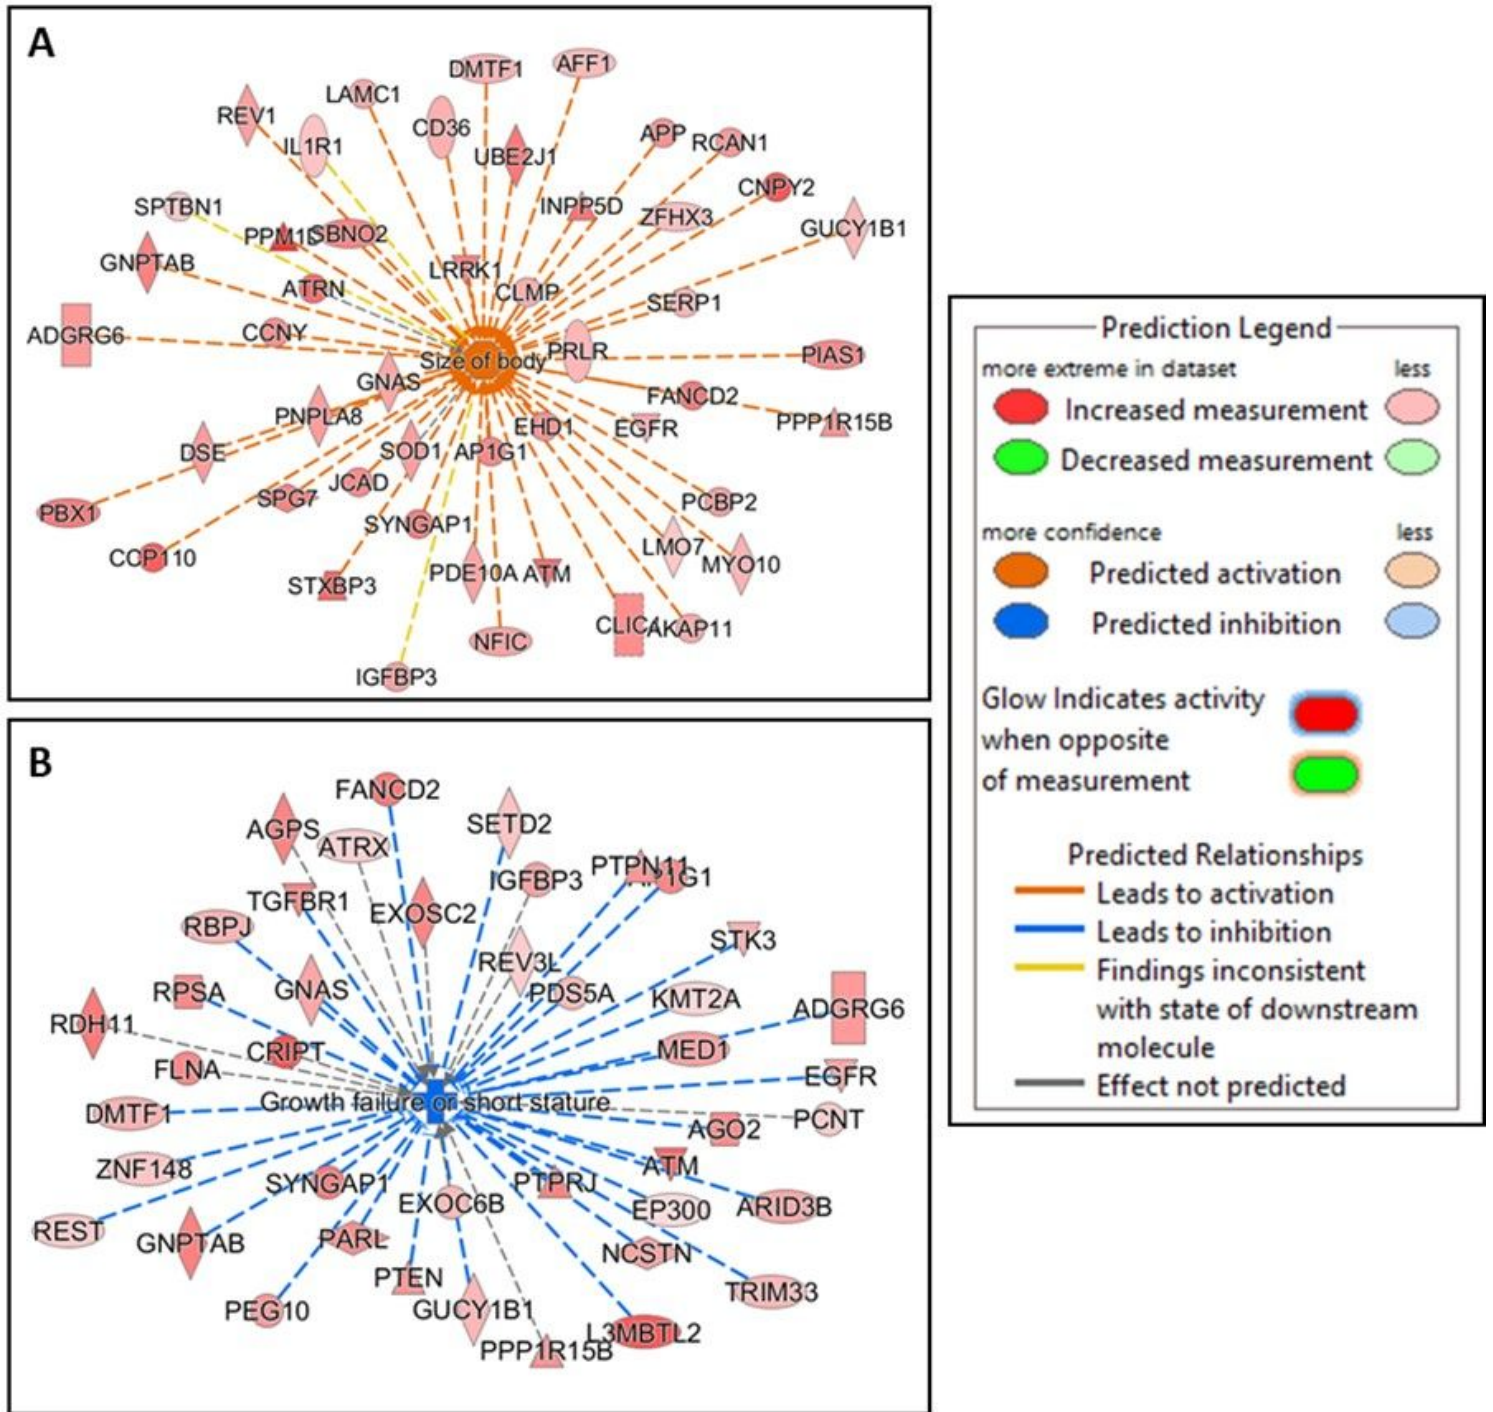 A
DMTF1
AFF1
LAMC1
REV1
CD36
IL1R1
UBE2J1
APP
RCAN1
CNPY2
SPTBN1
INPP5D
ZFHX3
GUCY1B1
PPM1D
SBNO2
GNPTAB
LRRK1
ATRN
CLMP
SERP1
ADGRG6
CCNY
Size of body
PRLR
PIAS1
GNAS
FANCD2
PNPLA8
EHD1
EGFR
PPP1R15B
DSE
SOD1
AP1G1
JCAD
SPG7
PCBP2
PBX1
SYNGAP1
CCP110
LMO7
MYO10
STXBP3
PDE10A
ATM
NFIC
AKAP11
IGFBP3
B
FANCD2
AGPS
SETD2
ATRX
PTPN11
AP1G1
IGFBP3
TGFBR1
EXOSC2
RBPJ
STK3
REV3L
RPSA
GNAS
PDS5A
KMT2A
ADGRG6
RDH11
CRIPT
MED1
FLNA
EGFR
Growth failure or short stature
DMTF1
PCNT
AGO2
ZNF148
ATM
SYNGAP1
PTPRJ
EXOC6B
EP300
ARID3B
REST
GNPTAB
PARL
NCSTN
PTEN
TRIM33
PEG10
GUCY1B1
L3MBTL2
PPP1R15B
Prediction Legend
more extreme in dataset less
Increased measurement
Decreased measurement
more confidence less
Predicted activation
Predicted inhibition
Glow Indicates activity
when opposite
of measurement
Predicted Relationships
Leads to activation
Leads to inhibition
Findings inconsistent
with state of downstream
molecule
Effect not predicted